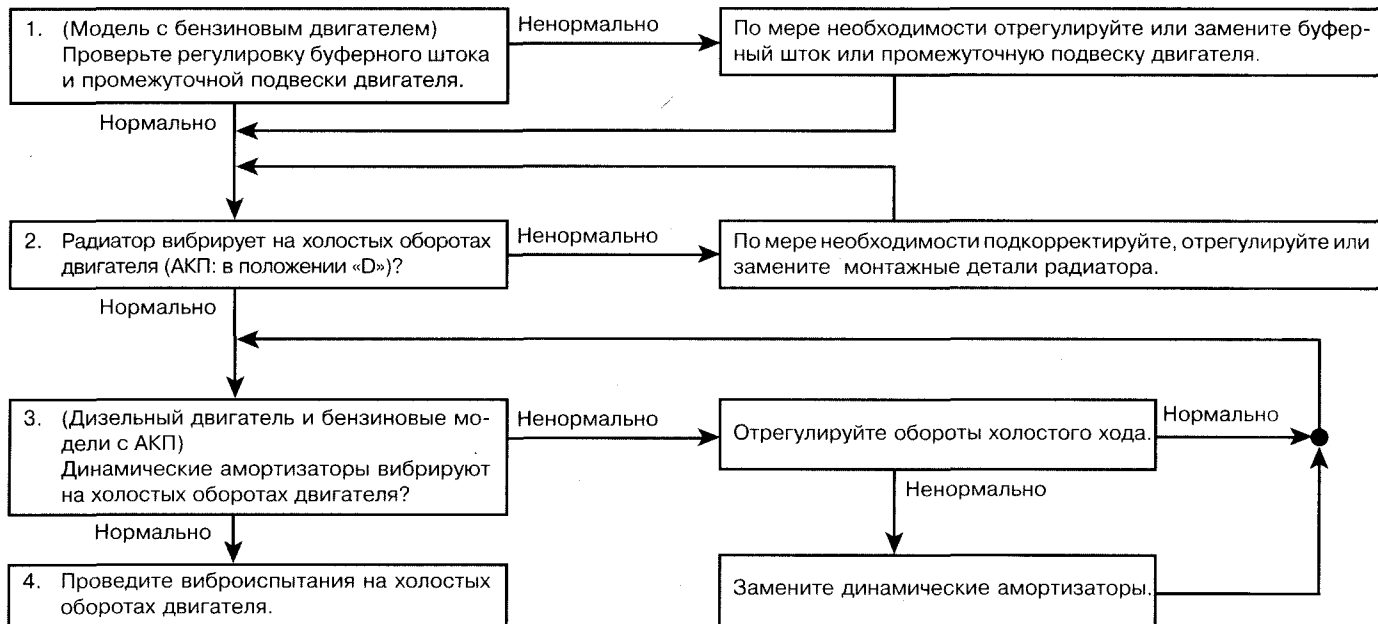 1. (Модель с бензиновым двигателем)
Проверьте регулировку буферного штока
и промежуточной подвески двигателя.
Ненормально
По мере необходимости отрегулируйте или замените буфер-
ный шток или промежуточную подвеску двигателя.
Нормально
2. Радиатор вибрирует на холостых оборотах
двигателя (АКП: в положении «D»)?
Ненормально
По мере необходимости подкорректируйте, отрегулируйте или
замените монтажные детали радиатора.
Нормально
3. (Дизельный двигатель и бензиновые мо-
дели с АКП)
Динамические амортизаторы вибрируют
на холостых оборотах двигателя?
Ненормально
Отрегулируйте обороты холостого хода.
Нормально
Ненормально
Замените динамические амортизаторы.
Нормально
4. Проведите виброиспытания на холостых
оборотах двигателя.